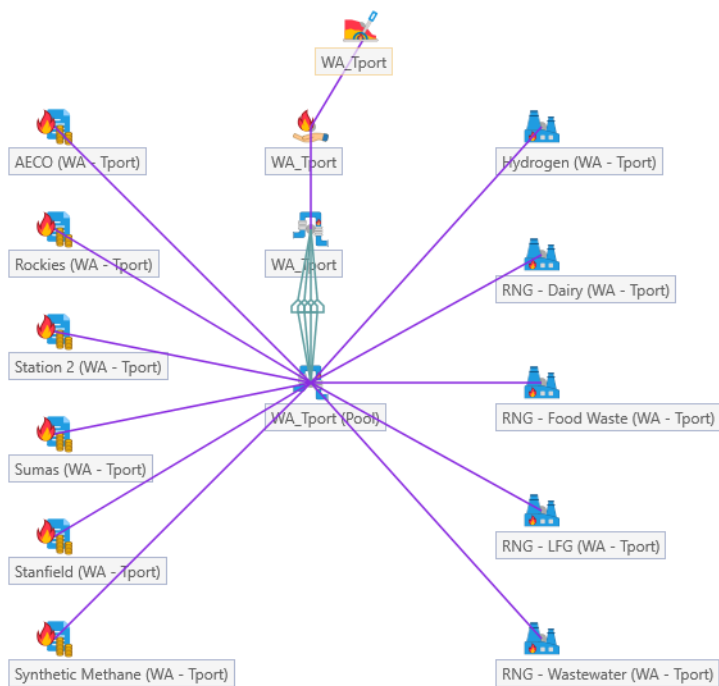 WA_Tport
AECO (WA - Tport)
WA_Tport
Hydrogen (WA - Tport)
Rockies (WA - Tport)
WA_Tport
RNG - Dairy (WA - Tport)
Station 2 (WA - Tport)
WA_Tport (Pool)
RNG - Food Waste (WA - Tport)
Sumas (WA - Tport)
RNG - LFG (WA - Tport)
Stanfield (WA - Tport)
Synthetic Methane (WA - Tport)
RNG - Wastewater (WA - Tport)